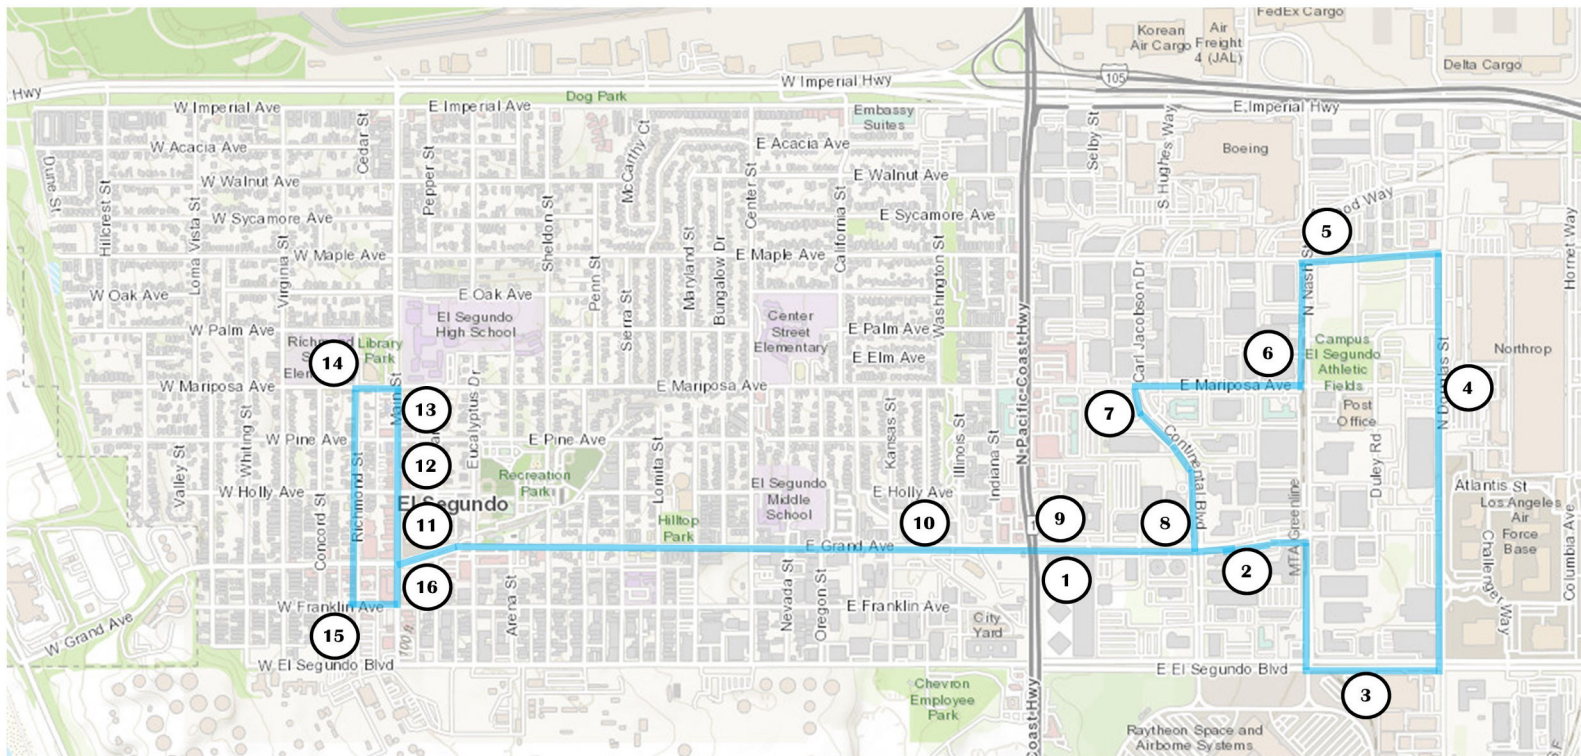 FedEx Cargo
Korean
Air Cargo
Air
Freight
4 (JAL)
Delta Cargo
105
W Imperial Hwy
Hwy
W Imperial Ave
E Imperial Ave
Dog Park
Embassy
Suites
E Imperial Hwy
Cedar St
Pepper St
McCarthy Ct
Selby St
S Hughes Way
Boeing
W Acacia Ave
E Acacia Ave
Dune St
W Walnut Ave
E Walnut Ave
Hillcrest St
Loma Vista St
Virginia St
W Sycamore Ave
E Sycamore Ave
Sheldon St
Center St
California St
Washington St
Hornet Way
5
W Maple Ave
E Maple Ave
Penn St
Sierra St
Maryland St
Bungalow Dr
N Pacific Coast Hwy
Carl Jacobson Dr
N Nash St
W Oak Ave
E Oak Ave
El Segundo
High School
Center
Street
Elementary
E Palm Ave
E Elm Ave
W Palm Ave
Library
Park
14
6
Campus
El Segundo
Athletic
Fields
N Douglas St
Northrop
4
W Mariposa Ave
E Mariposa Ave
E Mariposa Ave
Main St
13
Eucalyptus Dr
7
Post
Office
Whiting St
W Pine Ave
E Pine Ave
Kansas St
Illinois St
Indiana St
Continental Blvd
Duley Rd
Valley St
Richmond St
12
Recreation
Park
Lomita St
El Segundo
Middle
School
W Holly Ave
E Holly Ave
El Segundo
Atlantis St
Los Angeles
Air
Force
Base
Concord St
11
Hilltop
Park
10
9
8
1
E Grand Ave
2
MTA Greenline
Challenger Way
Columbia Ave
16
W Franklin Ave
E Franklin Ave
Arena St
Nevada St
Oregon St
City
Yard
W Grand Ave
15
100 ft
W El Segundo Blvd
E El Segundo Blvd
3
Chevron
Employee
Park
Coast Hwy
Raytheon Space and
Airborne Systems